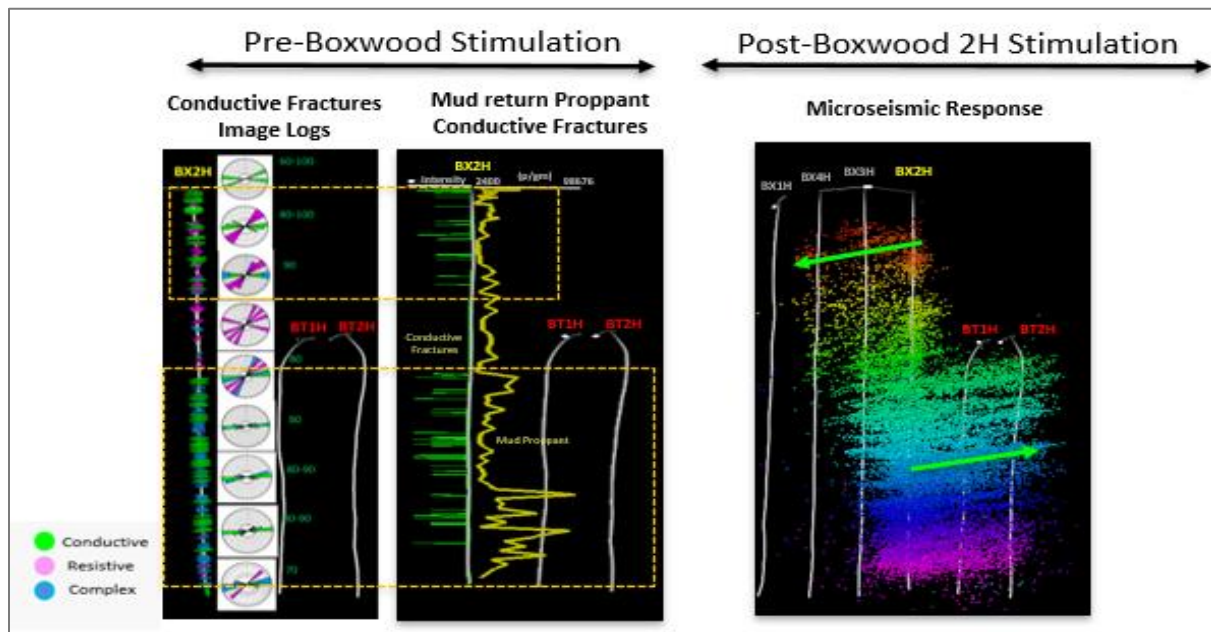 Pre-Boxwood Stimulation
Post-Boxwood 2H Stimulation
Conductive Fractures
Image Logs
Mud return Proppant
Conductive Fractures
Microseismic Response
BX2H
60-100
80-100
90
BT1H
BT2H
90
80-90
70
BX2H
Intensity
2400
(p/gm)
98676
Conductive
Fractures
BT1H
BT2H
Mud Proppant
BX1H
BX4H
BX3H
BX2H
BT1H
BT2H
Conductive
Resistive
Complex